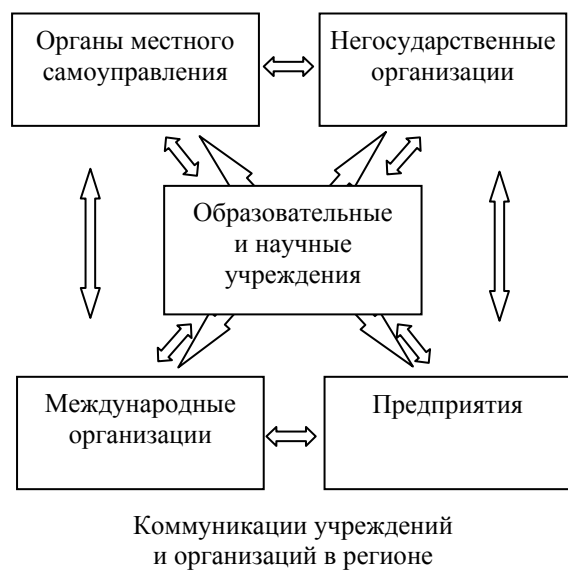 Органы местного
самоуправления
Негосударственные
организации
Образовательные
и научные
учреждения
Международные
организации
Предприятия
Коммуникации учреждений
и организаций в регионе